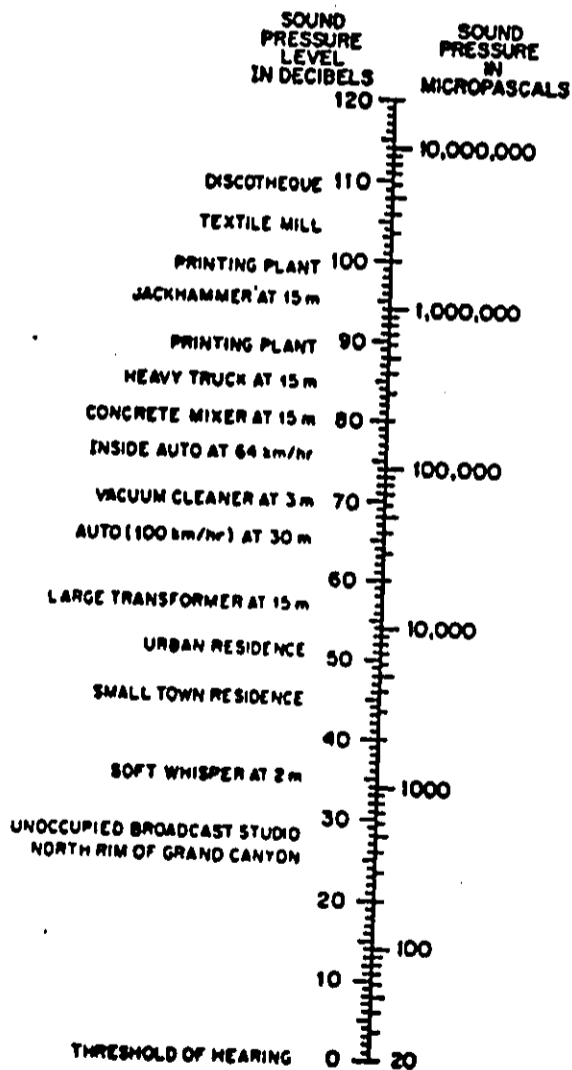 SOUND
PRESSURE
LEVEL
IN DECIBELS
SOUND
PRESSURE
IN
MICROPASCALS
120
10,000,000
DISCOTHEQUE 110
TEXTILE MILL
PRINTING PLANT 100
JACKHAMMER AT 15 m
1,000,000
PRINTING PLANT 90
HEAVY TRUCK AT 15 m
CONCRETE MIXER AT 15 m 80
INSIDE AUTO AT 64 km/hr
100,000
VACUUM CLEANER AT 3 m 70
AUTO (100 km/hr) AT 30 m
60
LARGE TRANSFORMER AT 15 m
10,000
URBAN RESIDENCE 50
SMALL TOWN RESIDENCE
40
SOFT WHISPER AT 2 m
1000
30
UNOCCUPIED BROADCAST STUDIO
NORTH RIM OF GRAND CANYON
20
100
10
THRESHOLD OF HEARING 0 20